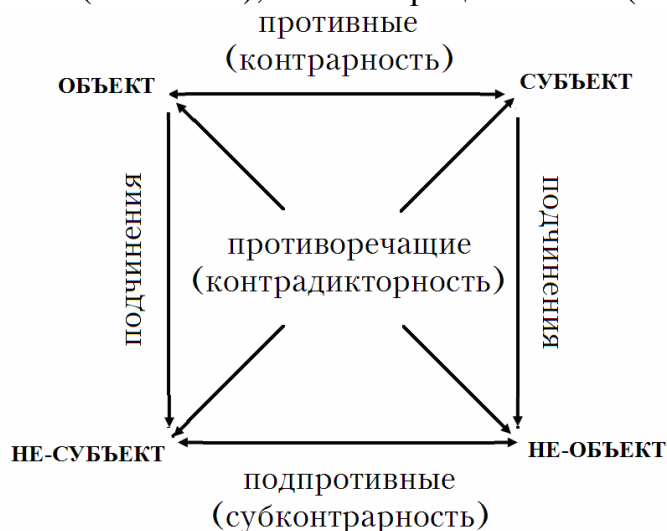 противные
(контрарность)
ОБЪЕКТ
СУБЪЕКТ
подчинения
подчинения
противоречащие
(контрадикторность)
НЕ-СУБЪЕКТ
НЕ-ОБЪЕКТ
подпротивные
(субконтрарность)